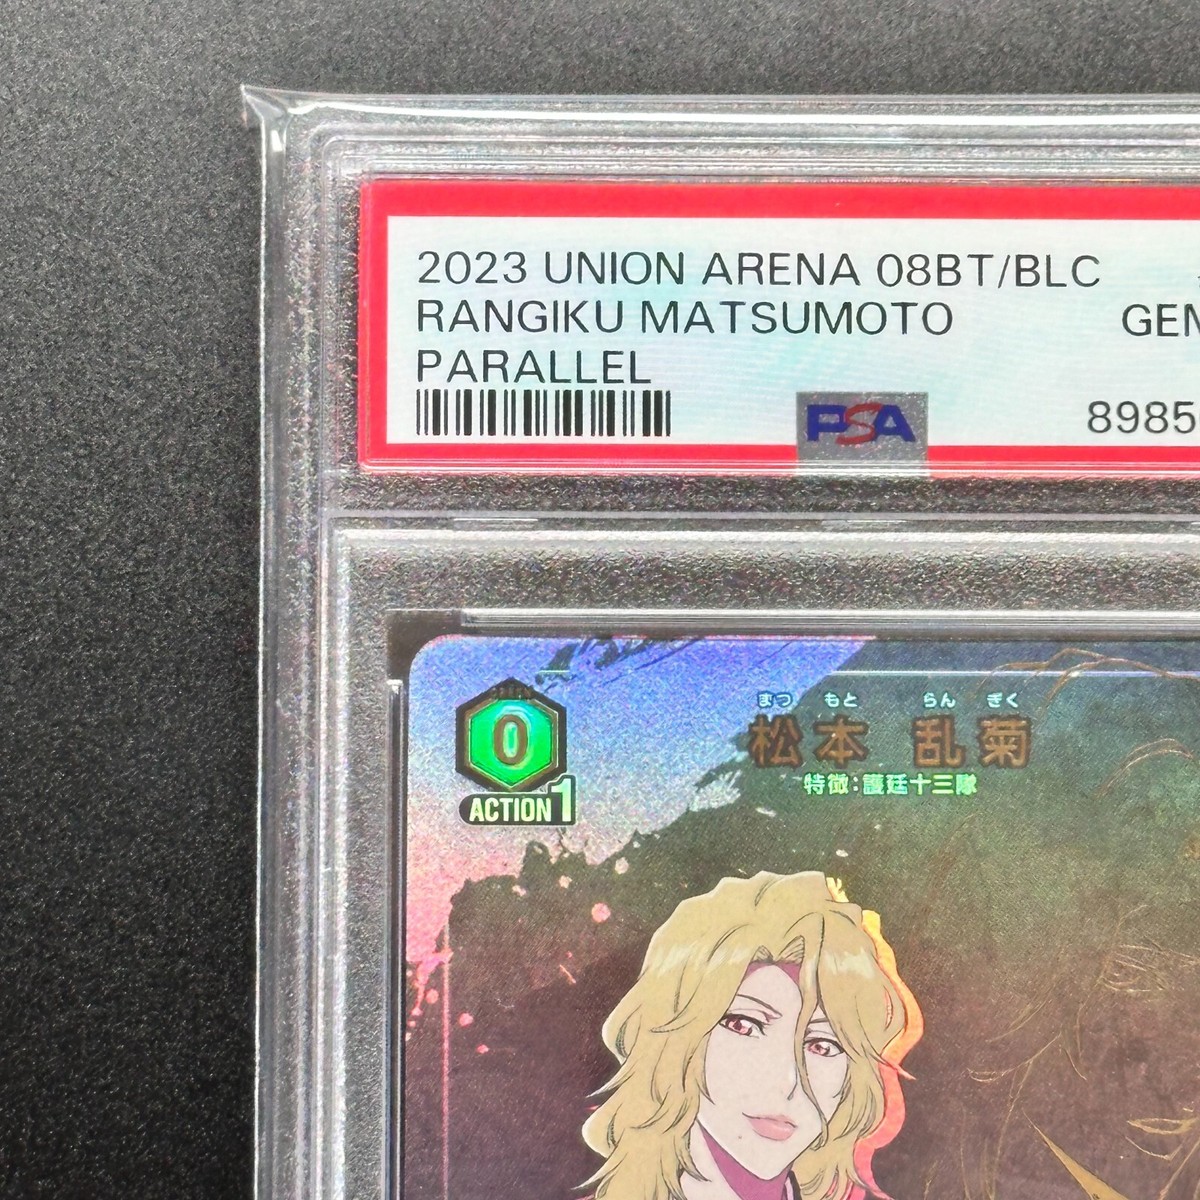 2023 UNION ARENA 08BT/BLC
RANGIKU MATSUMOTO
GEM
PARALLEL
PSA
8985
0
ACTION 1
まつ もと らん ぎく
松本 乱菊
特徴:護廷十三隊